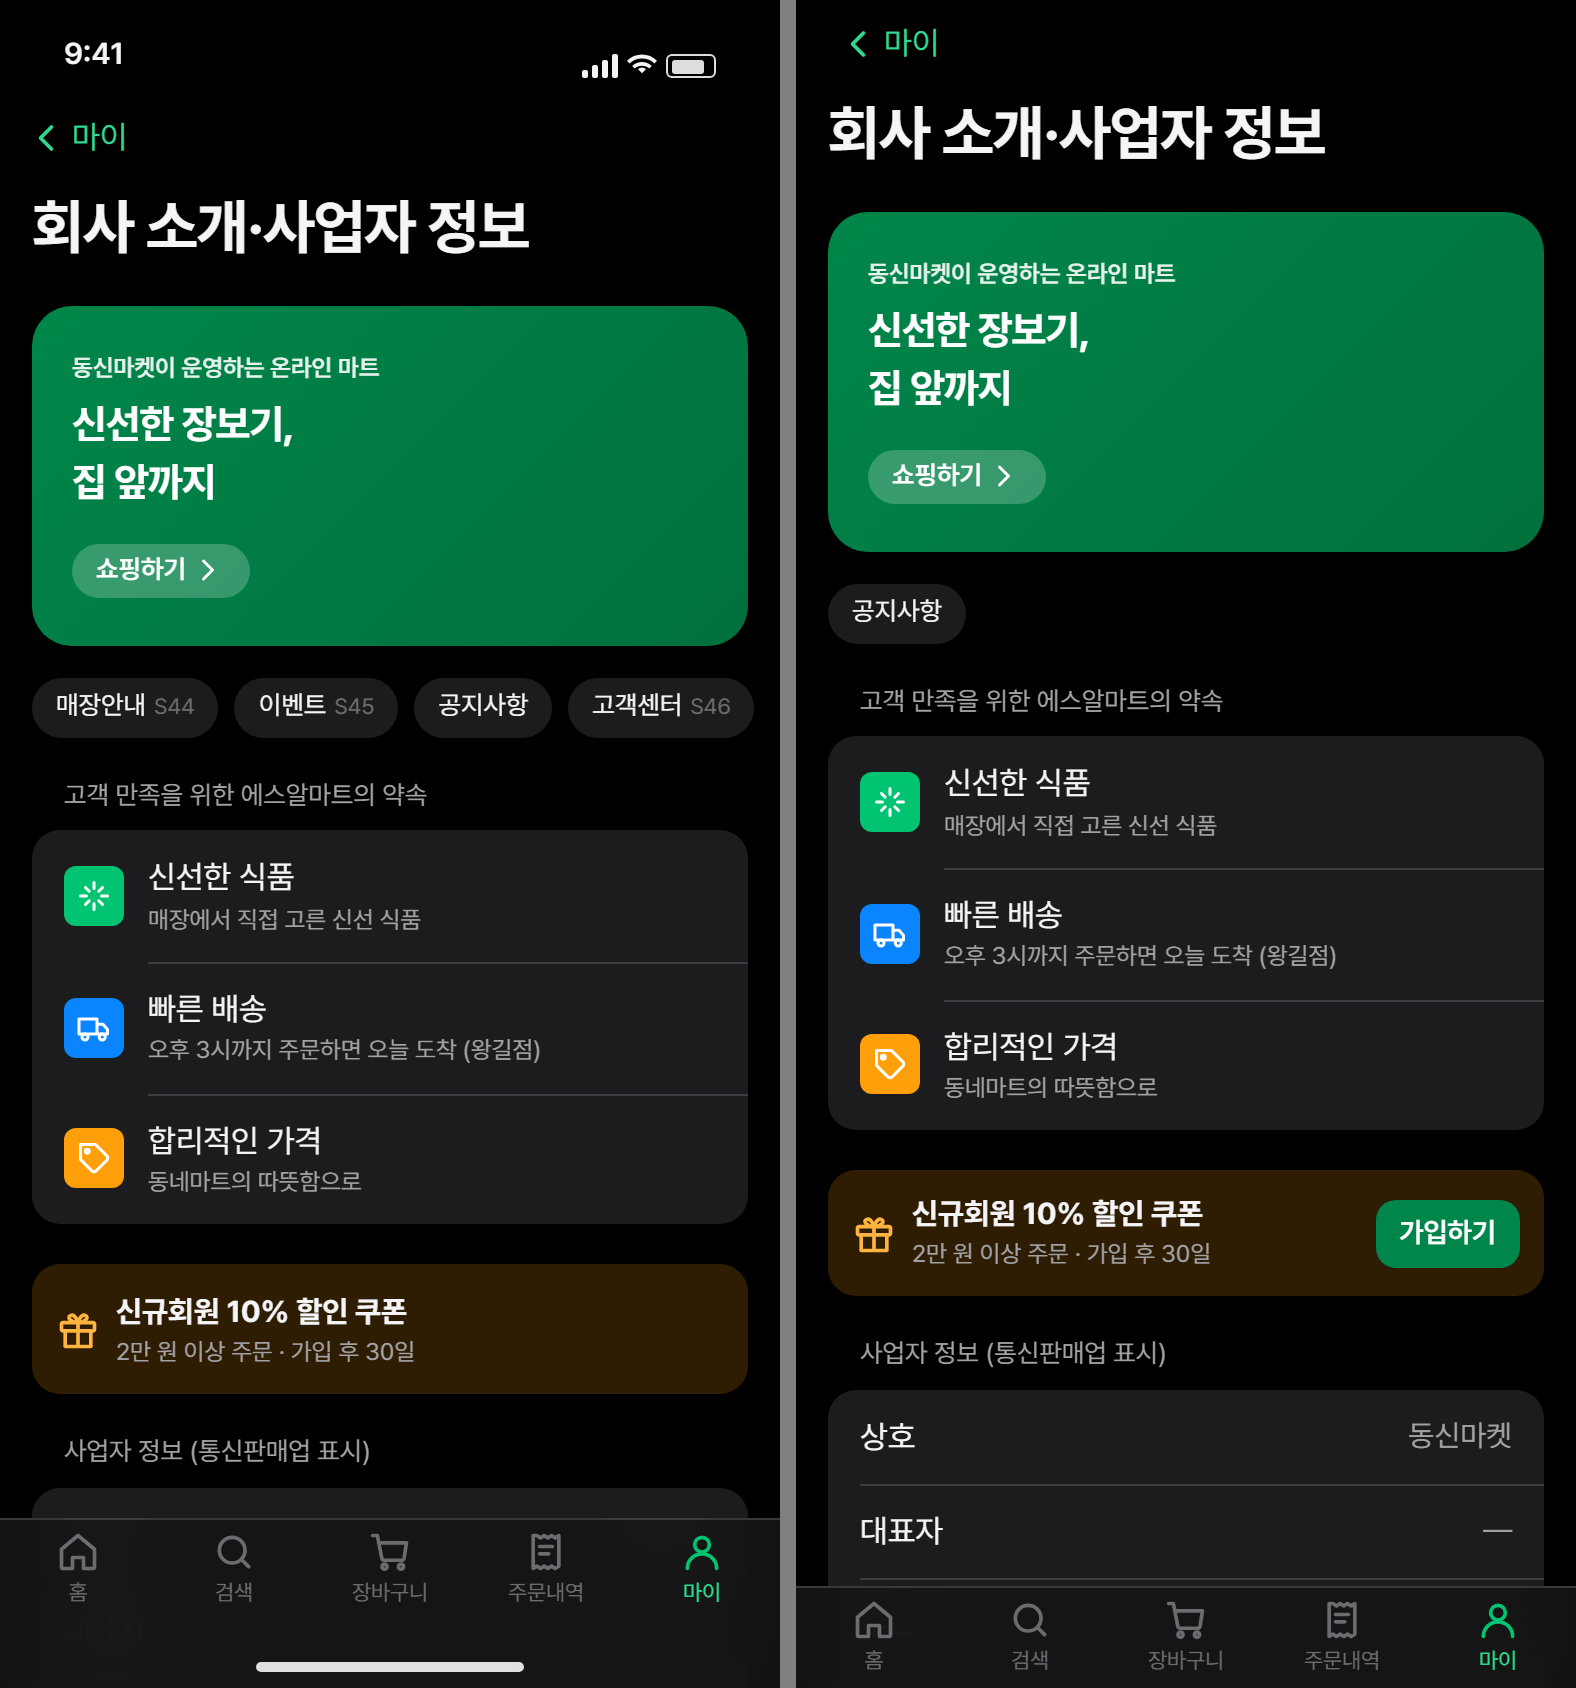 9:41
마이
회사 소개·사업자 정보
동신마켓이 운영하는 온라인 마트
신선한 장보기,
집 앞까지
쇼핑하기
매장안내 S44 이벤트 S45 공지사항 고객센터 S46
고객 만족을 위한 에스알마트의 약속
신선한 식품
매장에서 직접 고른 신선 식품
빠른 배송
오후 3시까지 주문하면 오늘 도착 (왕길점)
합리적인 가격
동네마트의 따뜻함으로
신규회원 10% 할인 쿠폰
2만 원 이상 주문 · 가입 후 30일
사업자 정보 (통신판매업 표시)
홈 검색 장바구니 주문내역 마이
마이
회사 소개·사업자 정보
동신마켓이 운영하는 온라인 마트
신선한 장보기,
집 앞까지
쇼핑하기
공지사항
고객 만족을 위한 에스알마트의 약속
신선한 식품
매장에서 직접 고른 신선 식품
빠른 배송
오후 3시까지 주문하면 오늘 도착 (왕길점)
합리적인 가격
동네마트의 따뜻함으로
신규회원 10% 할인 쿠폰
2만 원 이상 주문 · 가입 후 30일
가입하기
사업자 정보 (통신판매업 표시)
상호 동신마켓
대표자 —
홈 검색 장바구니 주문내역 마이